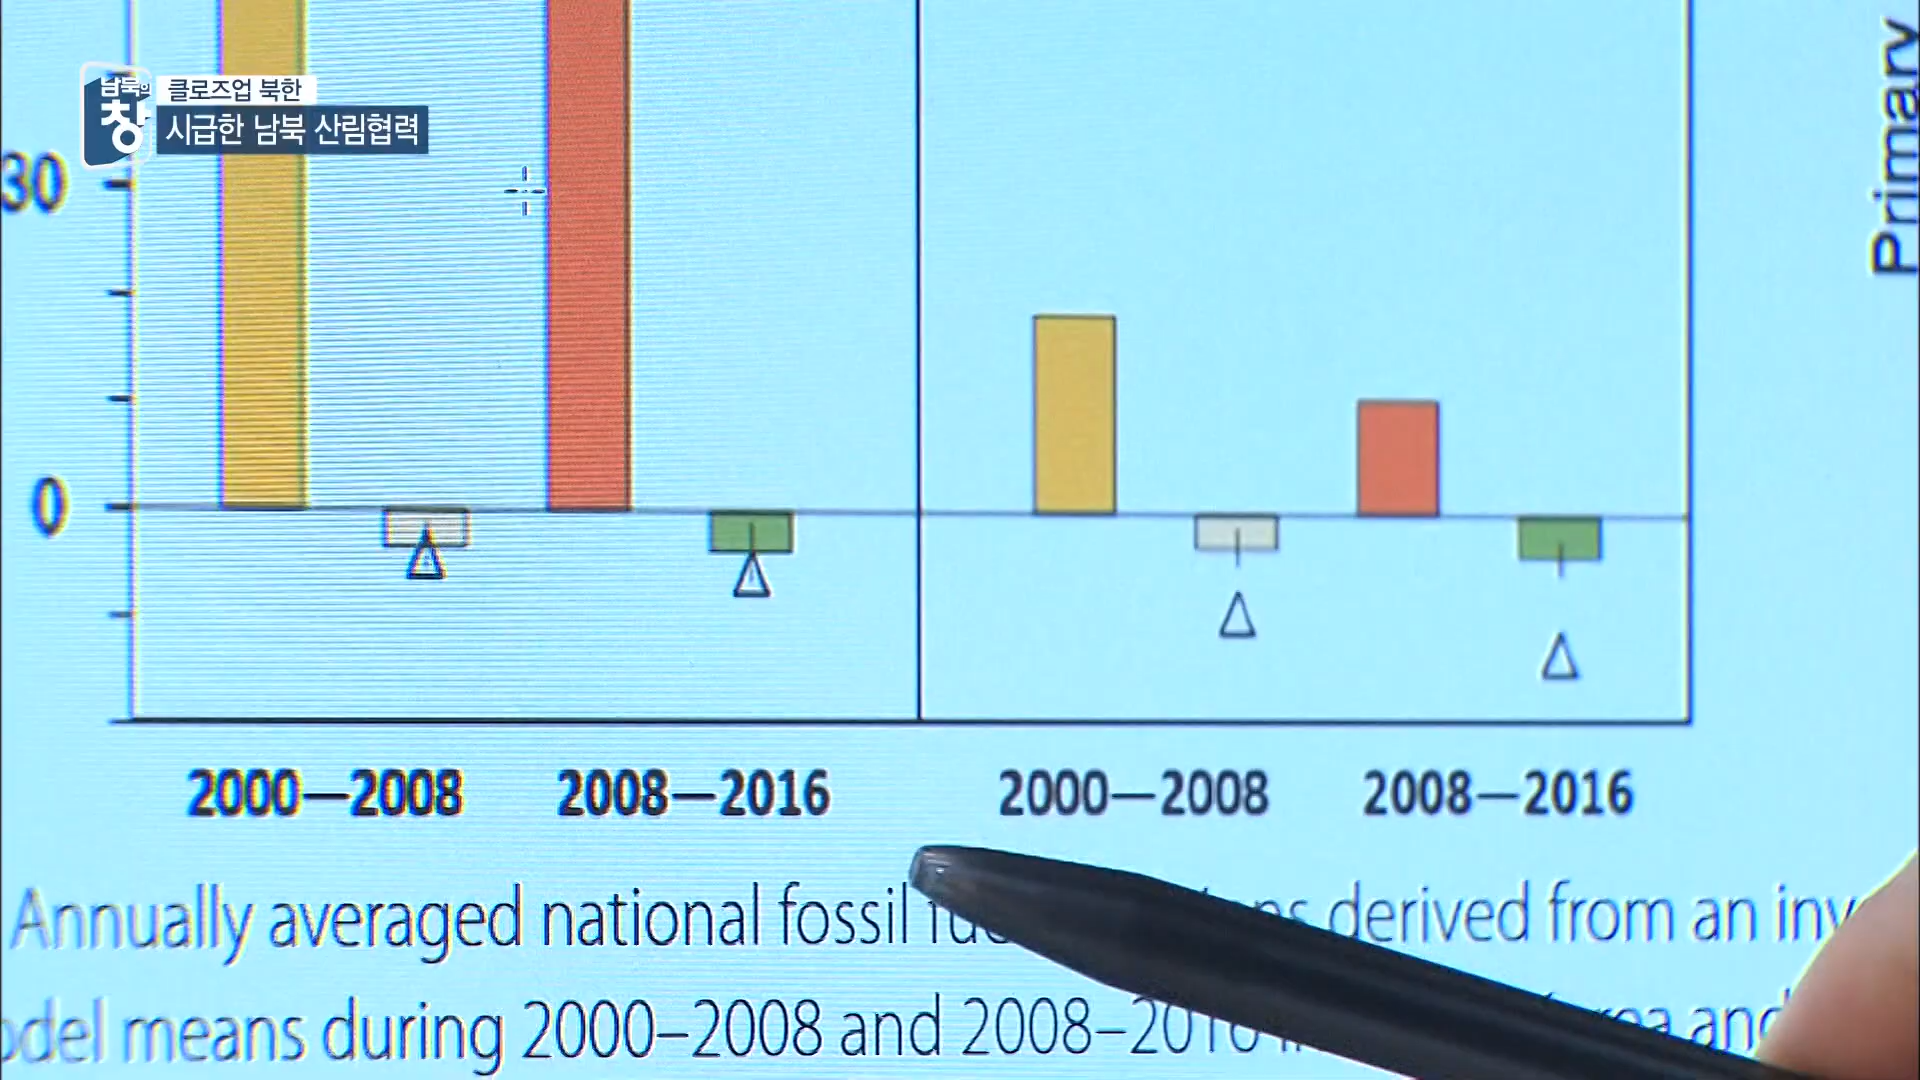 남북의
창
클로즈업 북한
시급한 남북 산림협력
Primary
30
0
2000—2008 2008—2016 2000—2008 2008—2016
Annually averaged national fossil derived from an
means during 2000–2008 and 2008–2016 and